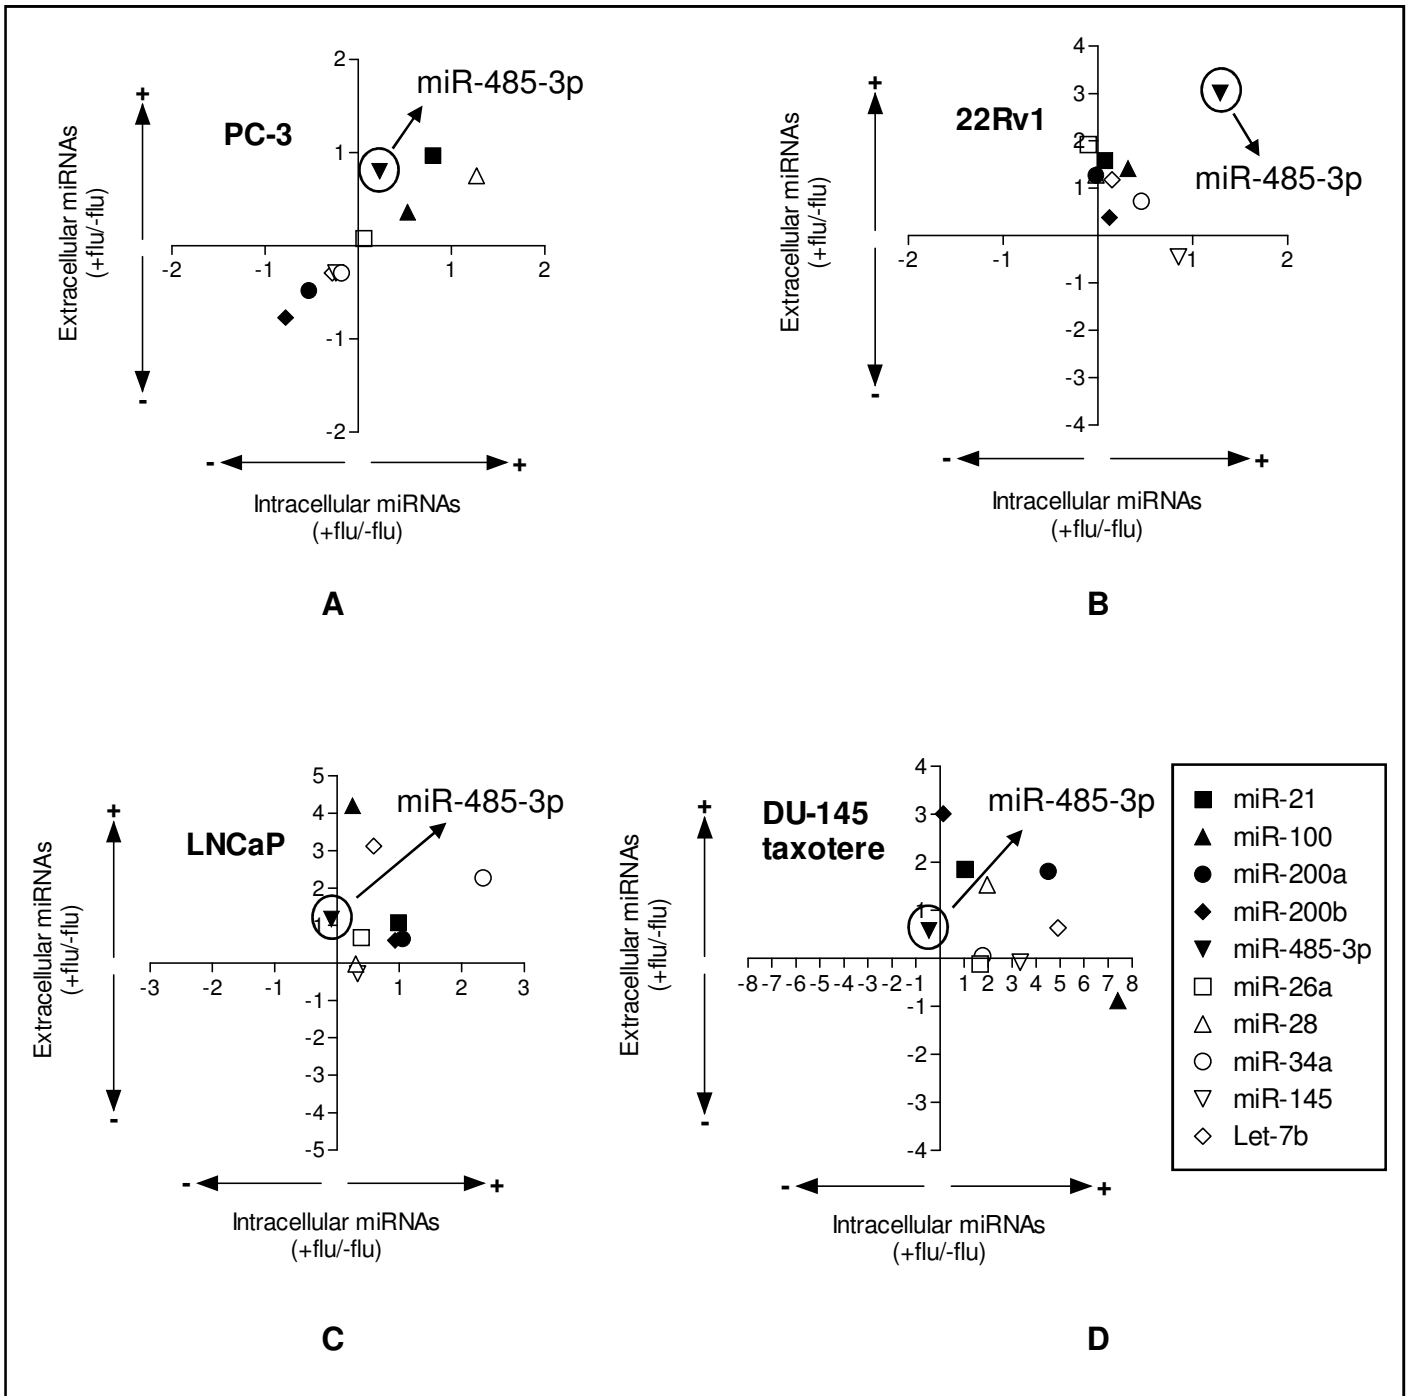 miR-485-3p
PC-3
+
Extracellular miRNAs
(+flu/-flu)
-
2
1
-2
-1
1
2
-1
-2
-
+
Intracellular miRNAs
(+flu/-flu)
A
22Rv1
miR-485-3p
+
Extracellular miRNAs
(+flu/-flu)
-
4
3
2
1
-2
-1
1
2
-1
-2
-3
-4
-
+
Intracellular miRNAs
(+flu/-flu)
B
LNCaP
miR-485-3p
+
Extracellular miRNAs
(+flu/-flu)
-
5
4
3
2
1
-3
-2
-1
1
2
3
-1
-2
-3
-4
-5
-
+
Intracellular miRNAs
(+flu/-flu)
C
DU-145
taxotere
miR-485-3p
+
Extracellular miRNAs
(+flu/-flu)
-
4
3
2
1
-8 -7 -6 -5 -4 -3 -2 -1 1 2 3 4 5 6 7 8
-1
-2
-3
-4
-
+
Intracellular miRNAs
(+flu/-flu)
D
miR-21
miR-100
miR-200a
miR-200b
miR-485-3p
miR-26a
miR-28
miR-34a
miR-145
Let-7b